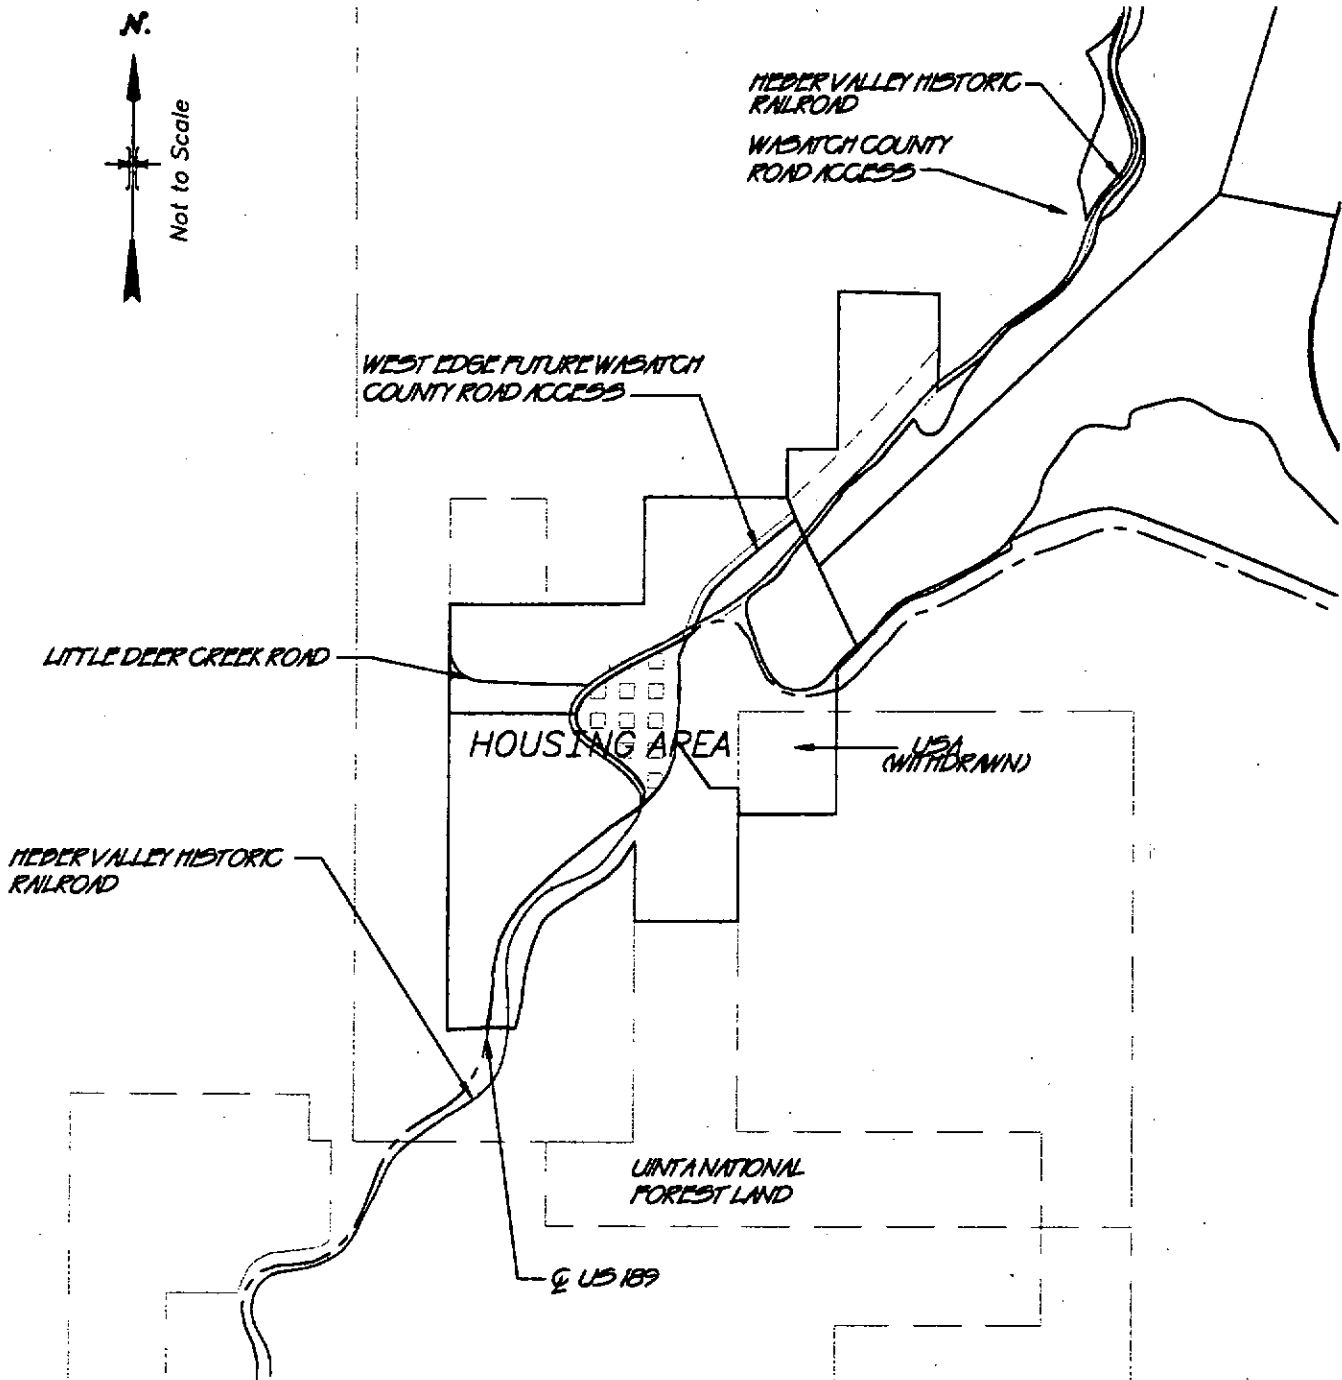 N.
Not to Scale
HEBER VALLEY HISTORIC
RAILROAD
WASATCH COUNTY
ROAD ACCESS
WEST EDGE FUTURE WASATCH
COUNTY ROAD ACCESS
LITTLE DEER CREEK ROAD
HOUSING AREA
USA
(WITHDRAWN)
HEBER VALLEY HISTORIC
RAILROAD
UINTA NATIONAL
FOREST LAND
℄ US 189